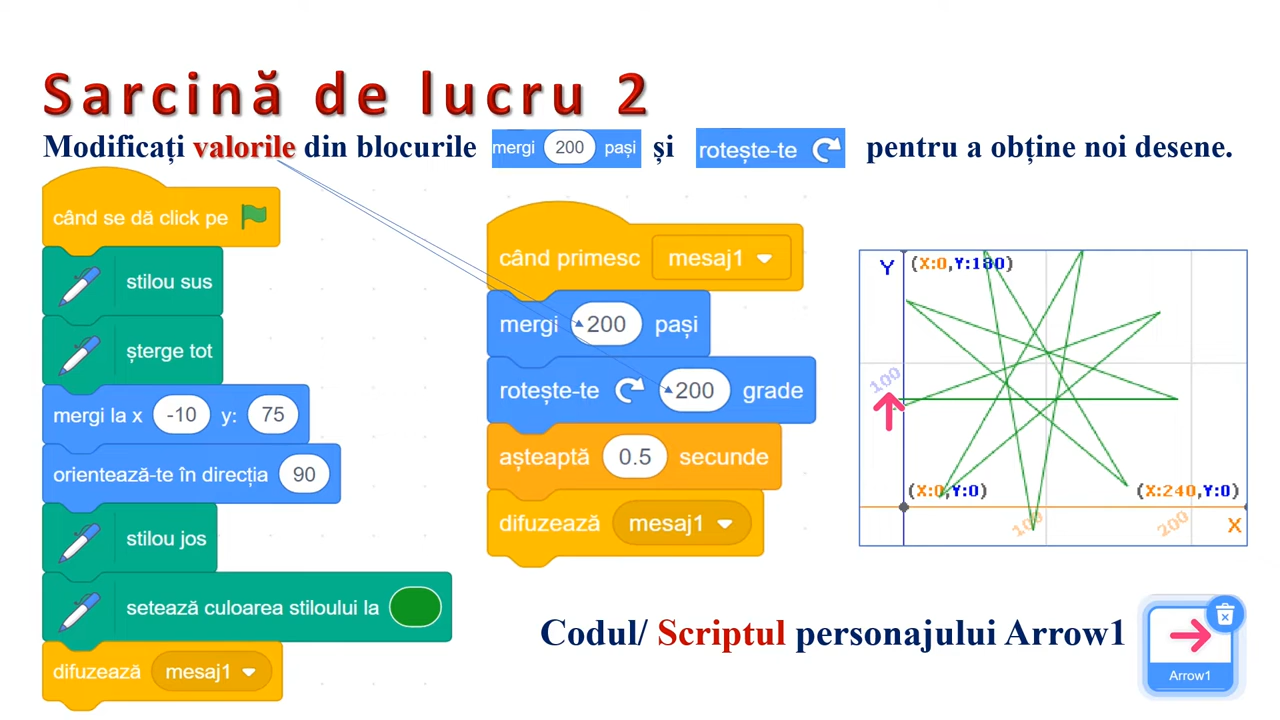 Sarcină de lucru 2
Modificați valorile din blocurile mergi 200 pași și rotește-te pentru a obține noi desene.
când se dă click pe
stilou sus
șterge tot
mergi la x -10 y: 75
orientează-te în direcția 90
stilou jos
setează culoarea stiloului la
difuzează mesaj1
când primesc mesaj1
mergi 200 pași
rotește-te 200 grade
așteaptă 0.5 secunde
difuzează mesaj1
Y (X:0,Y:180)
100
(X:0,Y:0) (X:240,Y:0)
100 200 X
Codul/ Scriptul personajului Arrow1
Arrow1